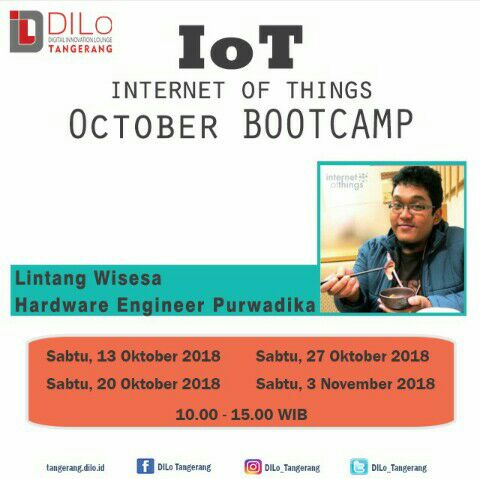 DILo
DIGITAL INNOVATION LOUNGE
TANGERANG
IoT
INTERNET OF THINGS
OCTOBER BOOTCAMP
internet
ofthings
Lintang Wisesa
Hardware Engineer Purwadika
Sabtu, 13 Oktober 2018 Sabtu, 27 Oktober 2018
Sabtu, 20 Oktober 2018 Sabtu, 3 November 2018
10.00 - 15.00 WIB
tangerang.dilo.id DILo Tangerang DILo_Tangerang DILo_Tangerang